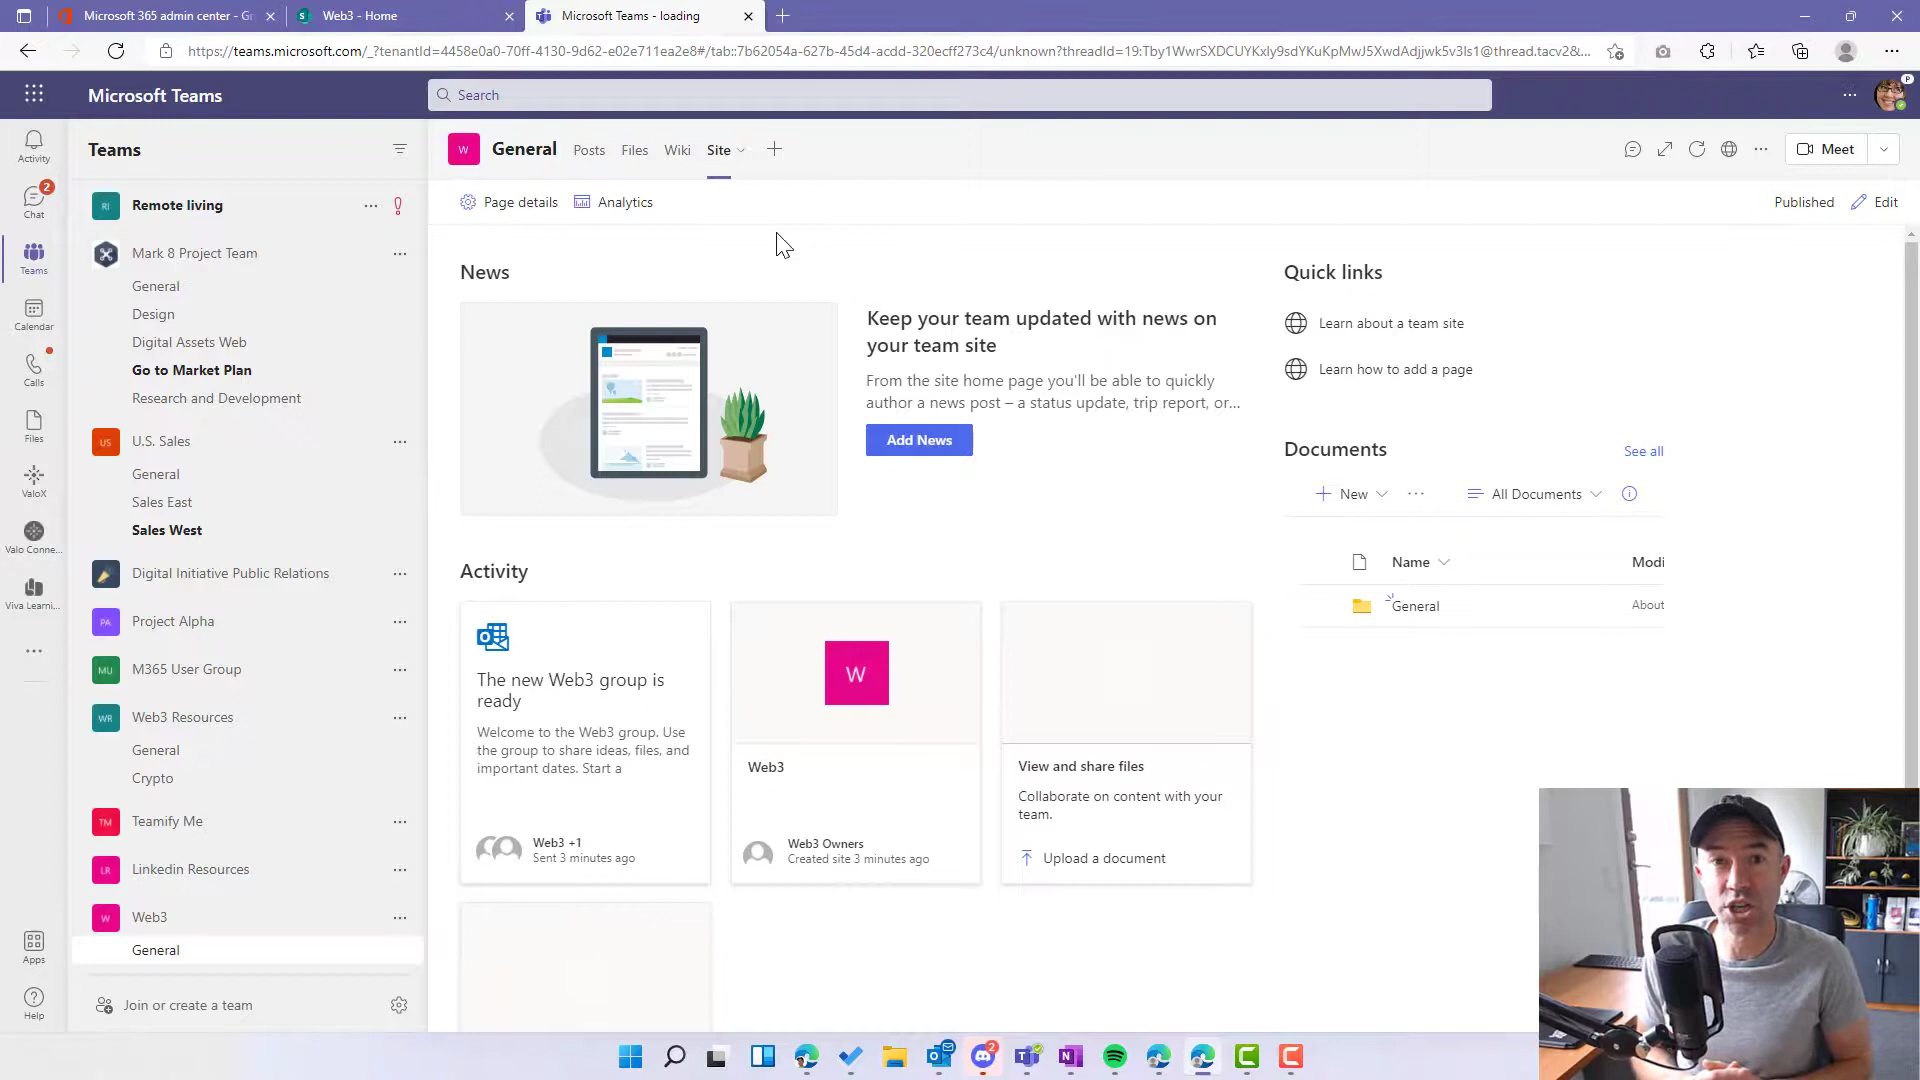 Microsoft 365 admin center - Gr
Web3 - Home
Microsoft Teams - loading
https://teams.microsoft.com/_?tenantId=4458e0a0-70ff-4130-9d62-e02e711ea2e8#/tab::7b62054a-627b-45d4-acdd-320ecff273c4/unknown?threadId=19:Tby1WwrSXDCUYKxly9sdYKuKpMwJ5XwdAdjjwk5v3ls1@thread.tacv2&...
Microsoft Teams
Search
P
Activity
2
Chat
Teams
Calendar
Calls
Files
ValoX
Valo Conne...
Viva Learni...
Apps
Help
Teams
RI
Remote living
Mark 8 Project Team
General
Design
Digital Assets Web
Go to Market Plan
Research and Development
US
U.S. Sales
General
Sales East
Sales West
Digital Initiative Public Relations
PA
Project Alpha
MU
M365 User Group
WR
Web3 Resources
General
Crypto
TM
Teamify Me
LR
Linkedin Resources
W
Web3
General
Join or create a team
W
General
Posts
Files
Wiki
Site
Meet
Page details
Analytics
Published
Edit
News
Keep your team updated with news on
your team site
From the site home page you'll be able to quickly
author a news post – a status update, trip report, or...
Add News
Activity
The new Web3 group is
ready
Welcome to the Web3 group. Use
the group to share ideas, files, and
important dates. Start a
Web3 +1
Sent 3 minutes ago
W
Web3
Web3 Owners
Created site 3 minutes ago
View and share files
Collaborate on content with your
team.
Upload a document
Quick links
Learn about a team site
Learn how to add a page
Documents
See all
New
All Documents
Name
Modi
General
About
2